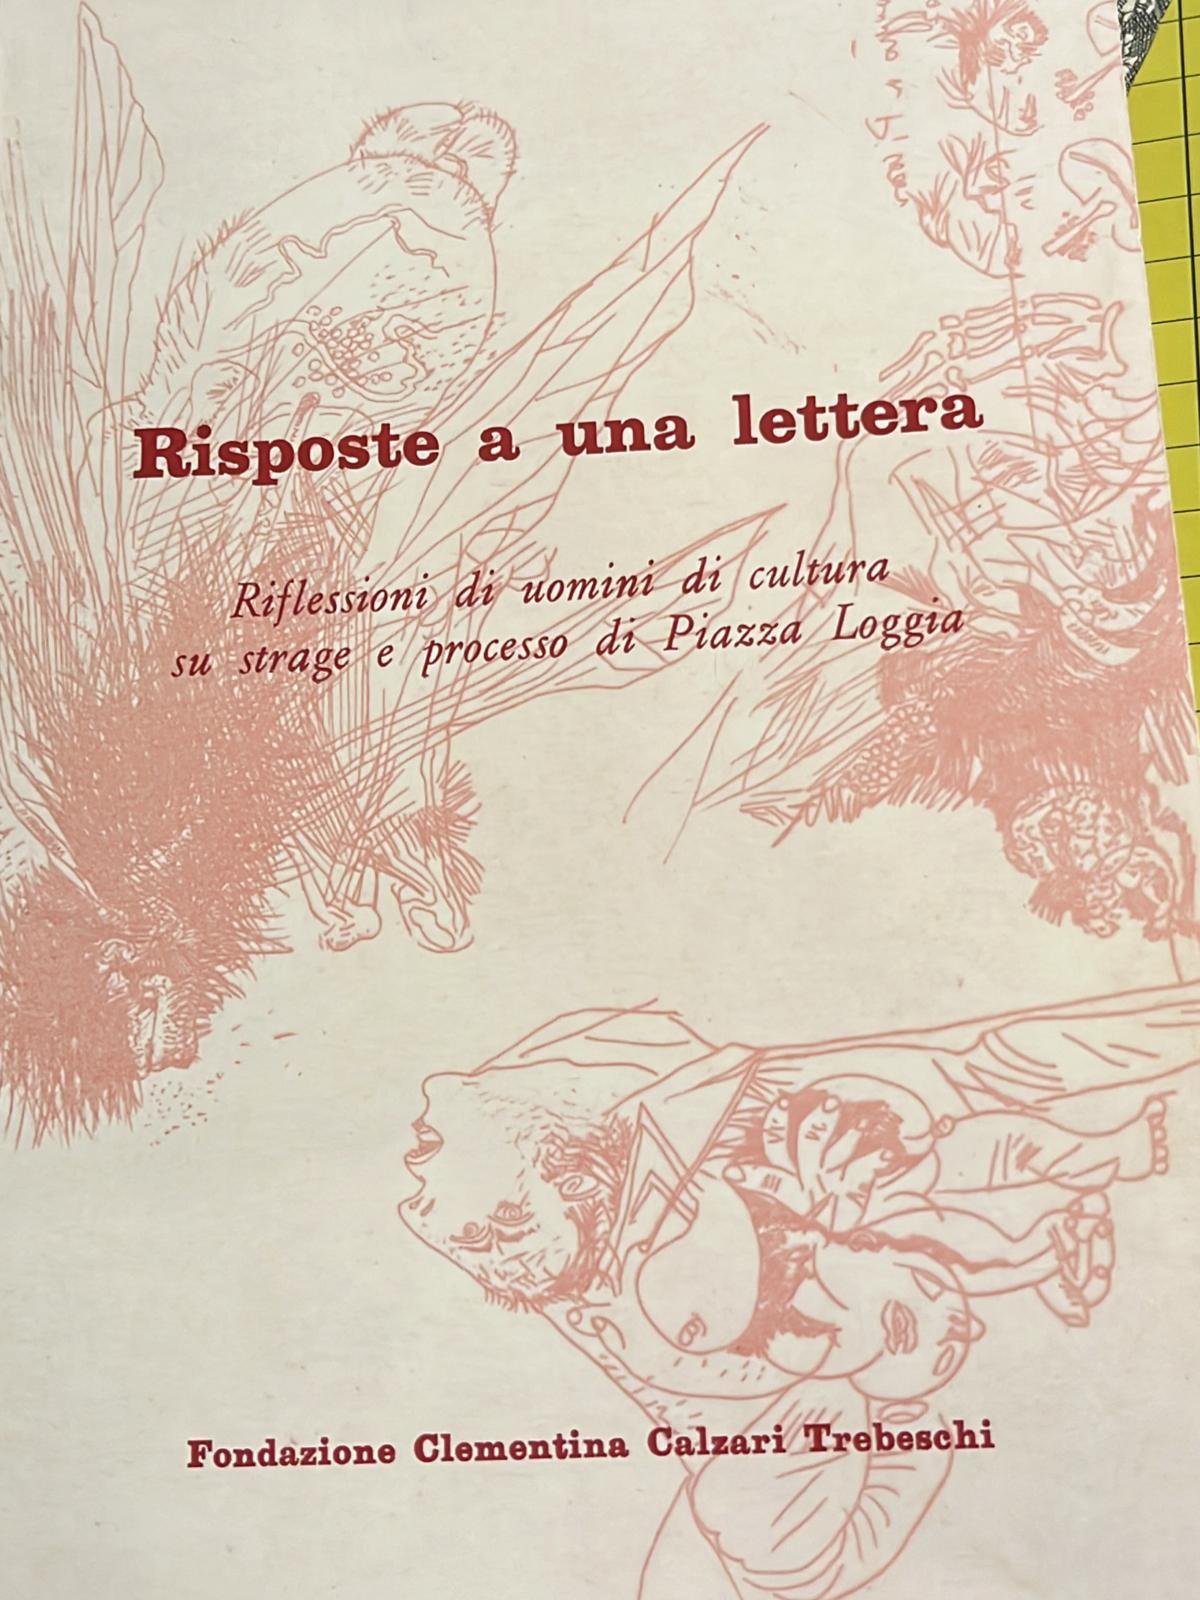 Risposte a una lettera
Riflessioni di uomini di cultura
su strage e processo di Piazza Loggia
Fondazione Clementina Calzari Trebeschi